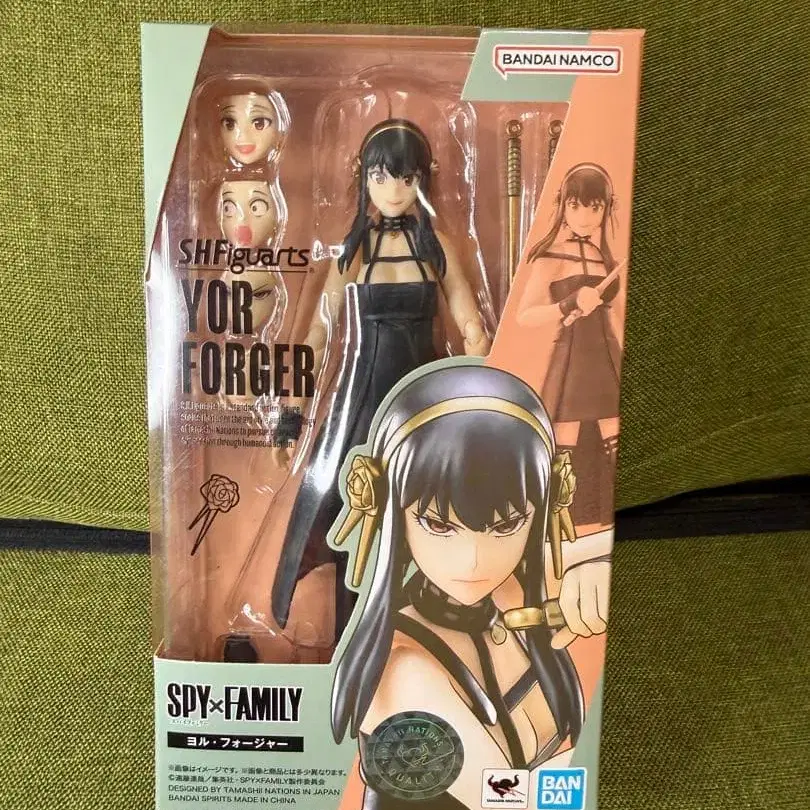 BANDAI NAMCO
S.H.Figuarts
YOR
FORGER
SPY×FAMILY
ヨル・フォージャー
※画像はイメージです。※画像と商品とは多少異なります。
©遠藤達哉/集英社・SPY×FAMILY製作委員会
DESIGNED BY TAMASHII NATIONS IN JAPAN
BANDAI SPIRITS MADE IN CHINA
TAMASHII NATIONS
BAN
DAI